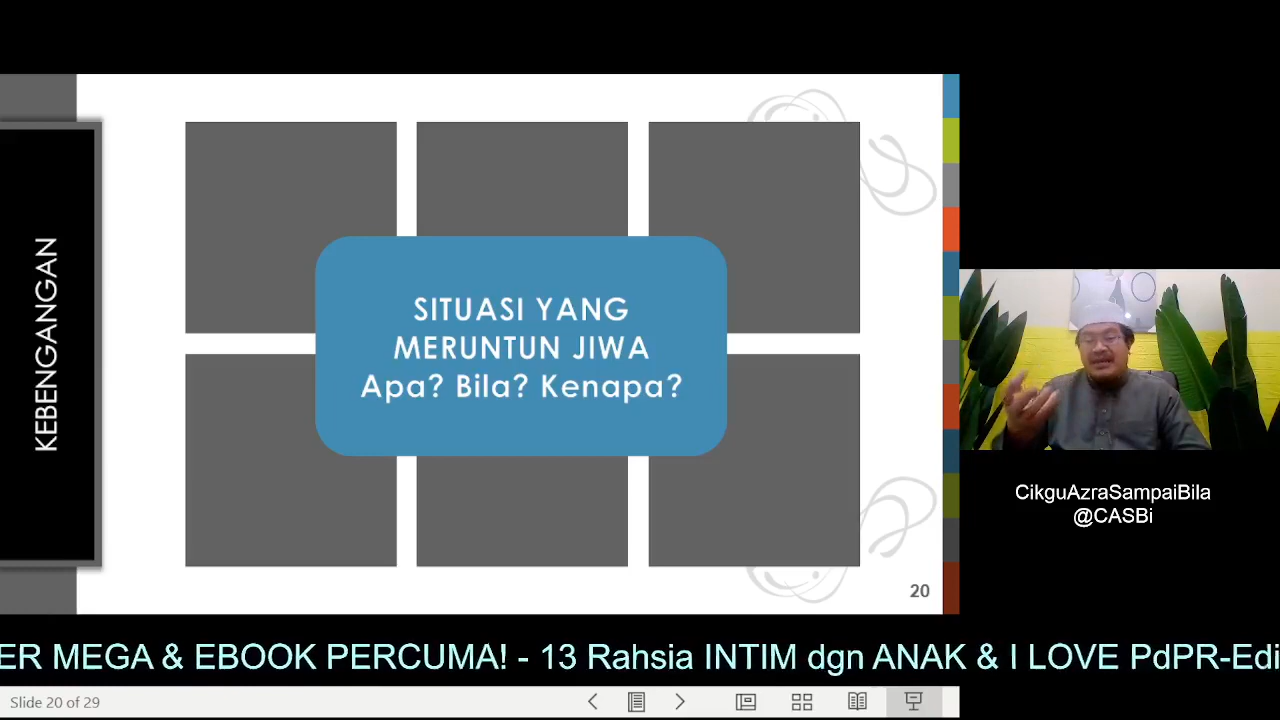 KEBENGANGAN
SITUASI YANG
MERUNTUN JIWA
Apa? Bila? Kenapa?
20
CikguAzraSampaiBila
@CASBi
ER MEGA & EBOOK PERCUMA! - 13 Rahsia INTIM dgn ANAK & I LOVE PdPR-Edi
Slide 20 of 29